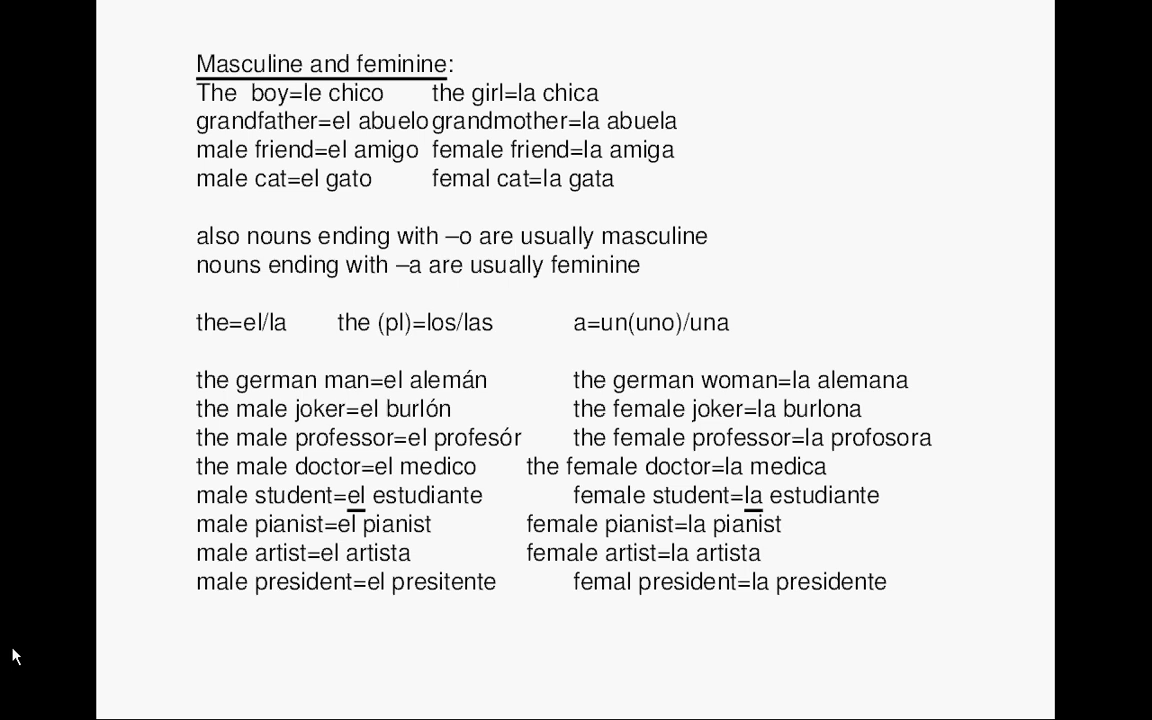 Masculine and feminine:
The boy=le chico the girl=la chica
grandfather=el abuelo grandmother=la abuela
male friend=el amigo female friend=la amiga
male cat=el gato femal cat=la gata
also nouns ending with –o are usually masculine
nouns ending with –a are usually feminine
the=el/la the (pl)=los/las a=un(uno)/una
the german man=el alemán the german woman=la alemana
the male joker=el burlón the female joker=la burlona
the male professor=el profesór the female professor=la profosora
the male doctor=el medico the female doctor=la medica
male student=el estudiante female student=la estudiante
male pianist=el pianist female pianist=la pianist
male artist=el artista female artist=la artista
male president=el presitente femal president=la presidente